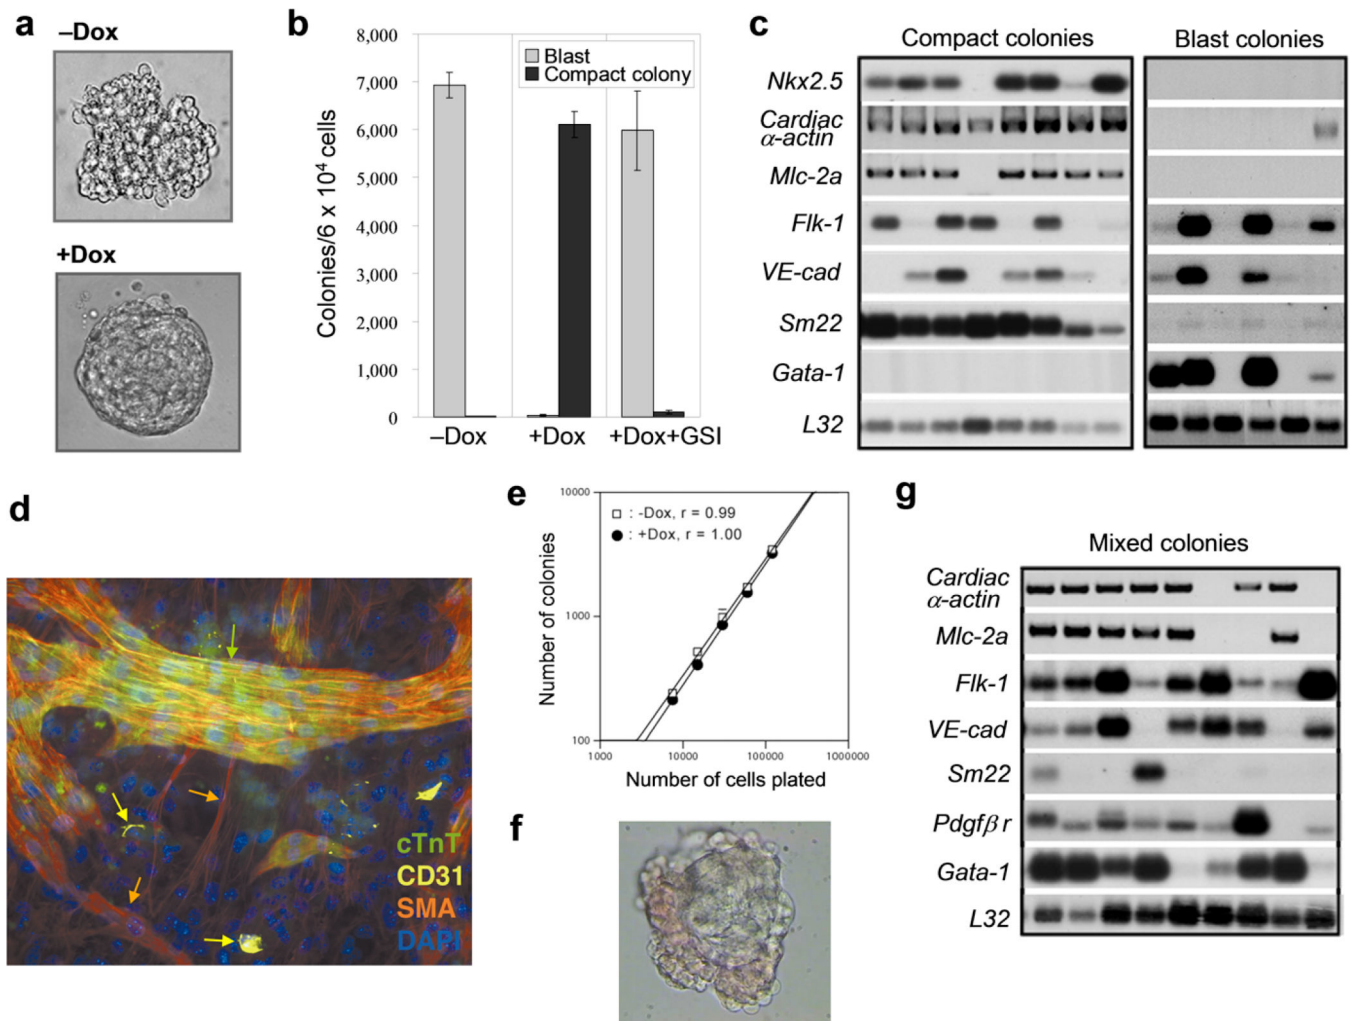 a
–Dox
+Dox
b
8,000
7,000
6,000
5,000
4,000
3,000
2,000
1,000
0
Colonies/6 x 10⁴ cells
Blast
Compact colony
–Dox
+Dox
+Dox+GSI
c
Compact colonies
Blast colonies
Nkx2.5
Cardiac
α-actin
Mlc-2a
Flk-1
VE-cad
Sm22
Gata-1
L32
d
cTnT
CD31
SMA
DAPI
e
10000
1000
100
Number of colonies
□ : -Dox, r = 0.99
● : +Dox, r = 1.00
1000
10000
100000
1000000
Number of cells plated
f
g
Mixed colonies
Cardiac
α-actin
Mlc-2a
Flk-1
VE-cad
Sm22
Pdgfβ r
Gata-1
L32